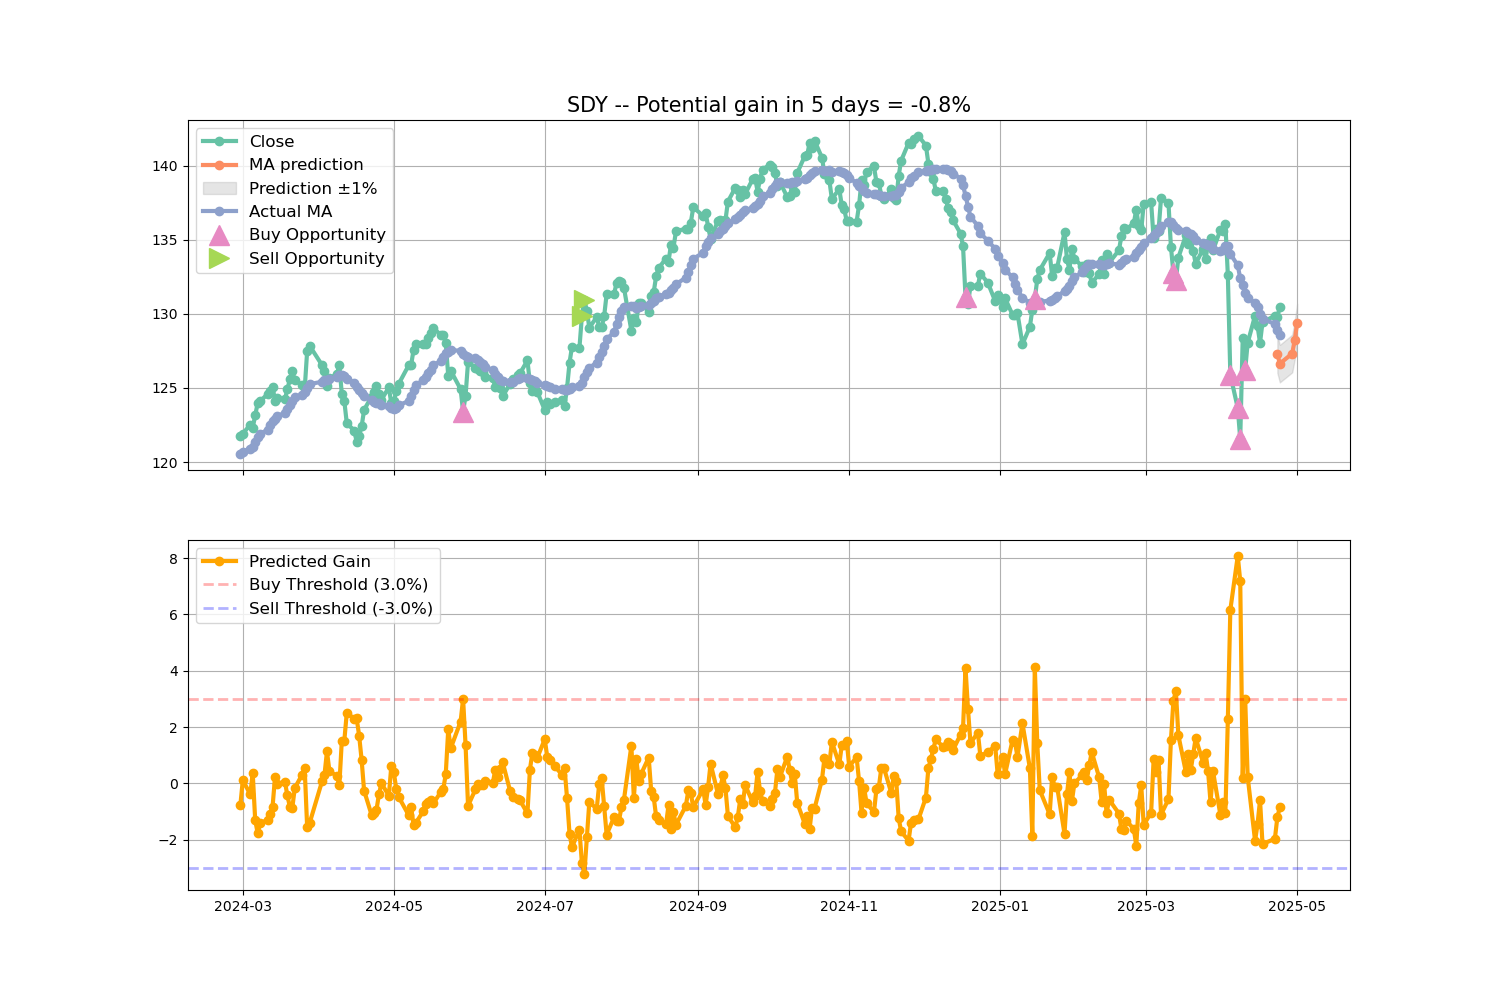 SDY -- Potential gain in 5 days = -0.8%
Close
MA prediction
Prediction ±1%
Actual MA
Buy Opportunity
Sell Opportunity
140
135
130
125
120
Predicted Gain
Buy Threshold (3.0%)
Sell Threshold (-3.0%)
8
6
4
2
0
−2
2024-03 2024-05 2024-07 2024-09 2024-11 2025-01 2025-03 2025-05